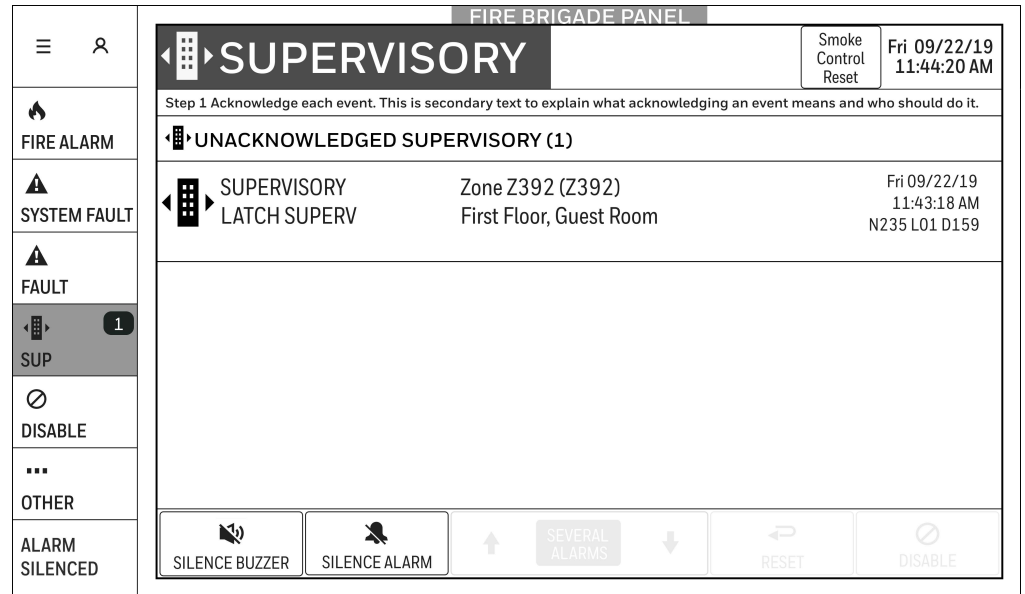 FIRE BRIGADE PANEL
SUPERVISORY
Smoke
Control
Reset
Fri 09/22/19
11:44:20 AM
Step 1 Acknowledge each event. This is secondary text to explain what acknowledging an event means and who should do it.
UNACKNOWLEDGED SUPERVISORY (1)
SUPERVISORY
LATCH SUPERV
Zone Z392 (Z392)
First Floor, Guest Room
Fri 09/22/19
11:43:18 AM
N235 L01 D159
FIRE ALARM
SYSTEM FAULT
FAULT
1
SUP
DISABLE
OTHER
ALARM
SILENCED
SILENCE BUZZER
SILENCE ALARM
SEVERAL
ALARMS
RESET
DISABLE